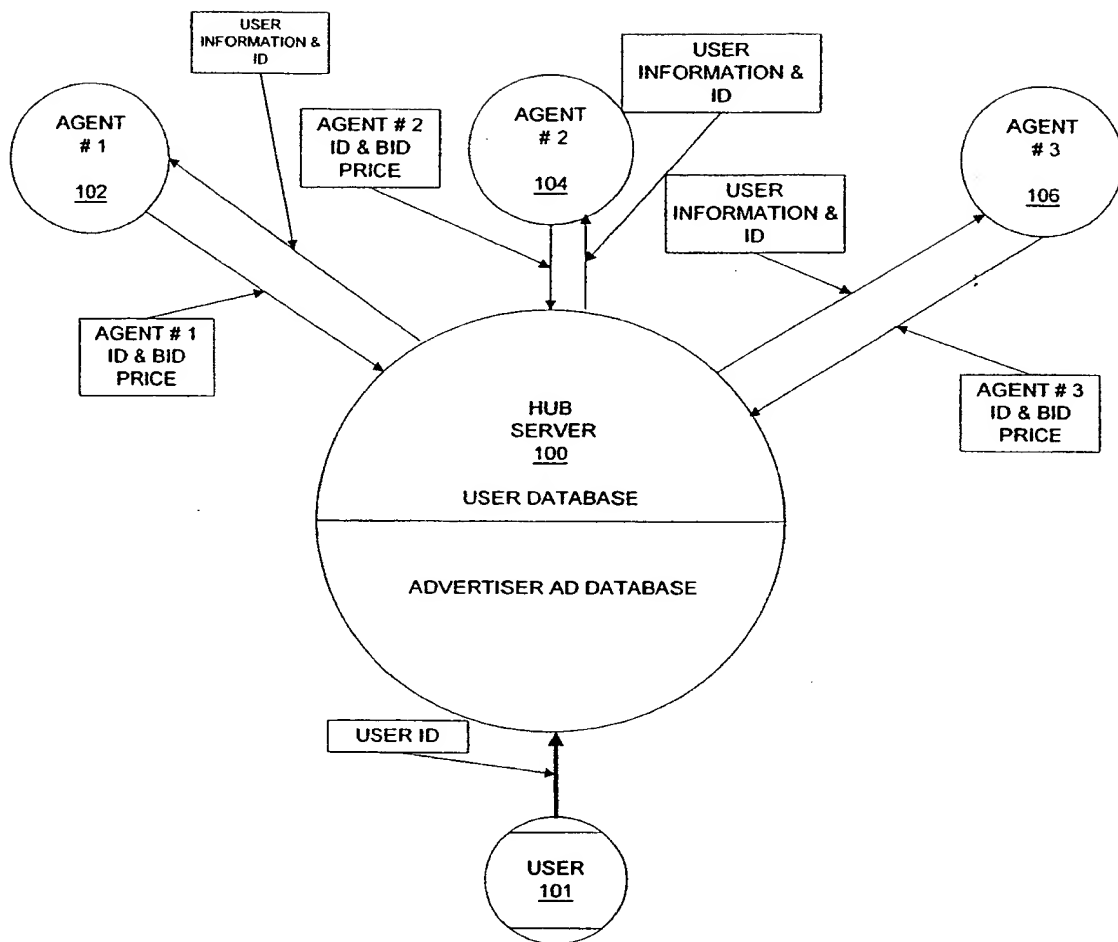 USER
INFORMATION &
ID
USER
INFORMATION &
ID
AGENT
# 1
102
AGENT # 2
ID & BID
PRICE
AGENT
# 2
104
AGENT
# 3
106
USER
INFORMATION &
ID
AGENT # 1
ID & BID
PRICE
AGENT # 3
ID & BID
PRICE
HUB
SERVER
100
USER DATABASE
ADVERTISER AD DATABASE
USER ID
USER
101